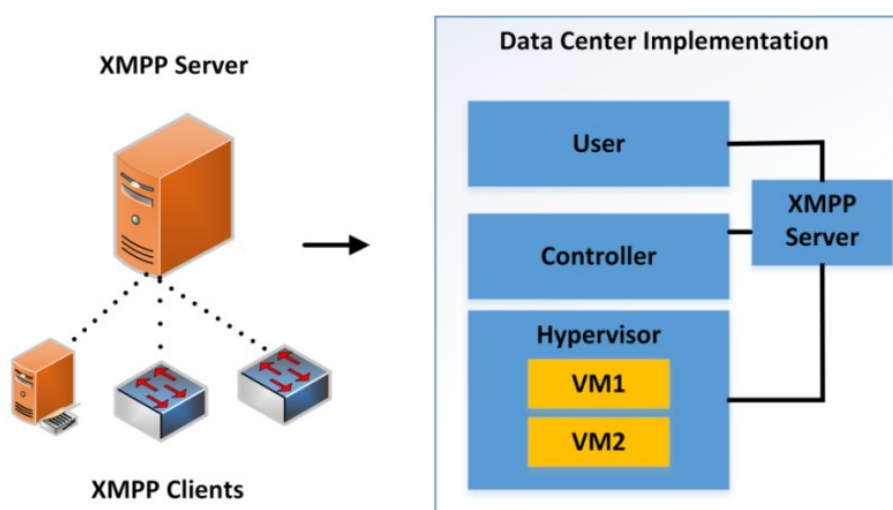 XMPP Server
XMPP Clients
Data Center Implementation
User
Controller
Hypervisor
VM1
VM2
XMPP
Server